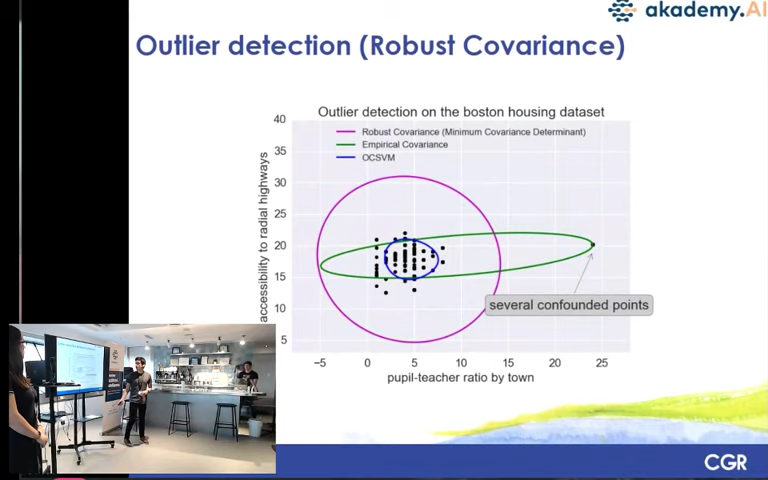 akademy.AI
Outlier detection (Robust Covariance)
Outlier detection on the boston housing dataset
Robust Covariance (Minimum Covariance Determinant)
Empirical Covariance
OCSVM
accessibility to radial highways
40
35
30
25
20
15
10
5
−5 0 5 10 15 20 25
pupil-teacher ratio by town
several confounded points
CGR